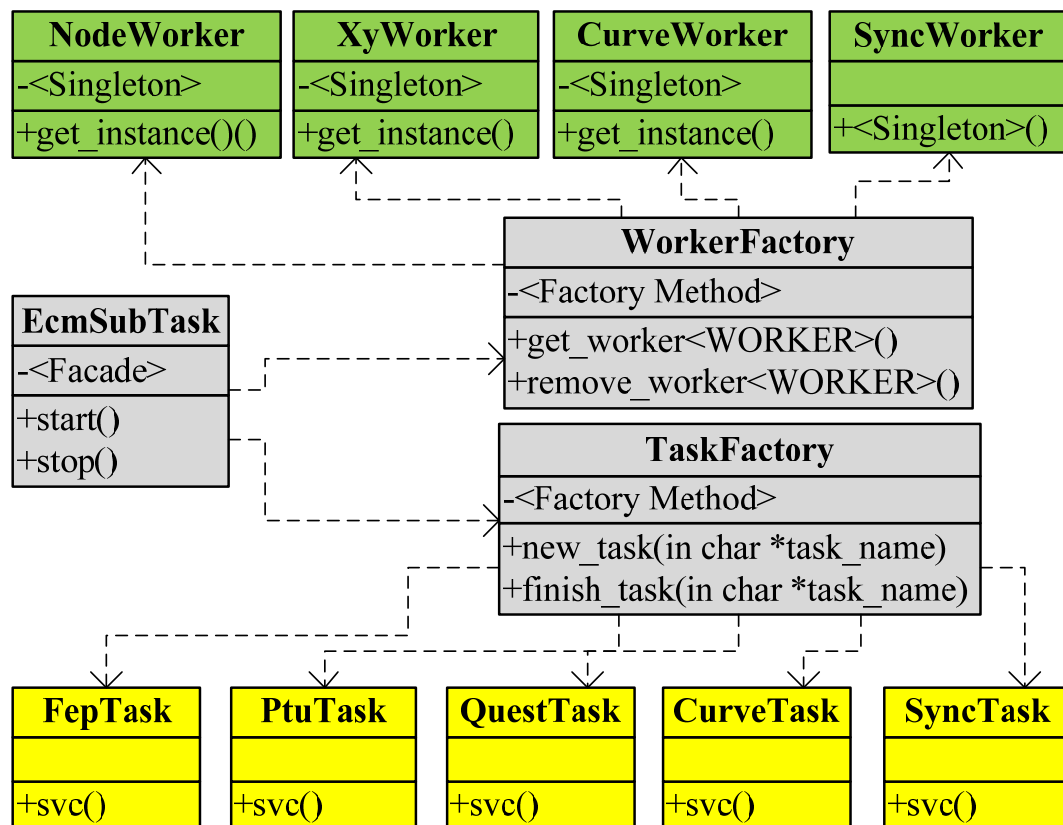 NodeWorker
-<Singleton>
+get_instance()()
XyWorker
-<Singleton>
+get_instance()
CurveWorker
-<Singleton>
+get_instance()
SyncWorker
+<Singleton>()
WorkerFactory
-<Factory Method>
+get_worker<WORKER>()
+remove_worker<WORKER>()
EcmSubTask
-<Facade>
+start()
+stop()
TaskFactory
-<Factory Method>
+new_task(in char *task_name)
+finish_task(in char *task_name)
FepTask
+svc()
PtuTask
+svc()
QuestTask
+svc()
CurveTask
+svc()
SyncTask
+svc()